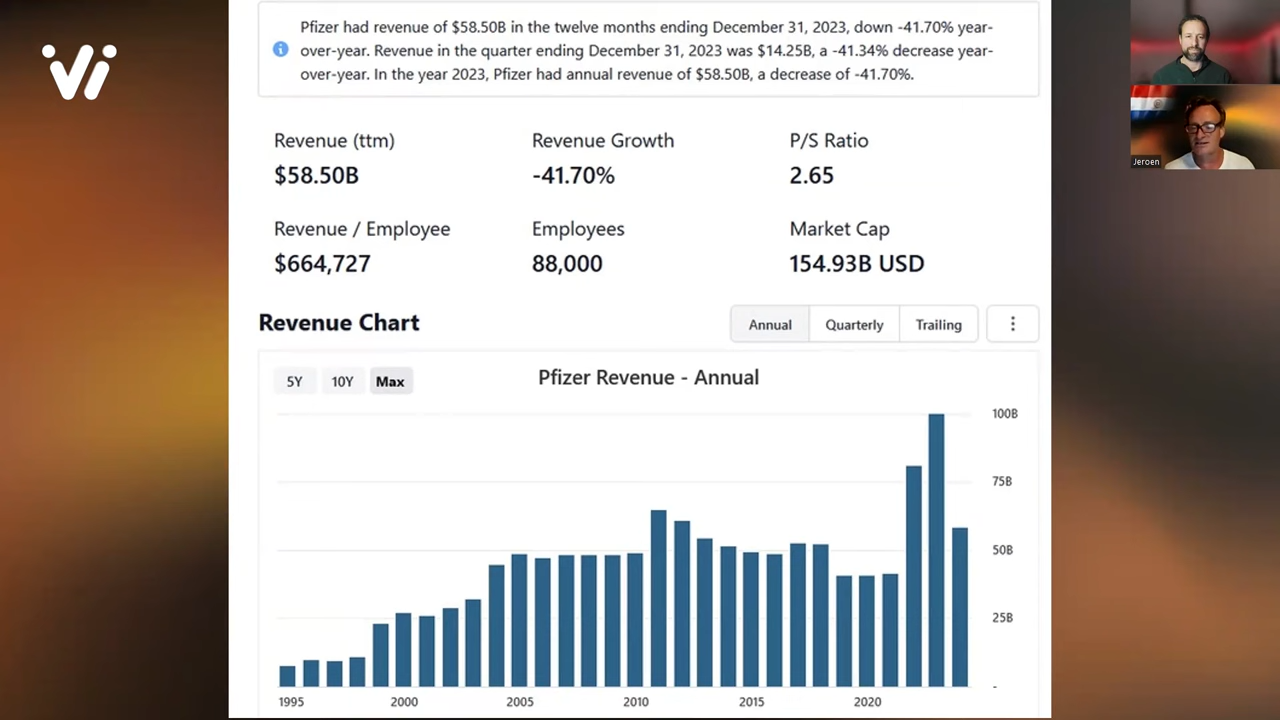 Vi
Pfizer had revenue of $58.50B in the twelve months ending December 31, 2023, down -41.70% year-
over-year. Revenue in the quarter ending December 31, 2023 was $14.25B, a -41.34% decrease year-
over-year. In the year 2023, Pfizer had annual revenue of $58.50B, a decrease of -41.70%.
Jeroen
Revenue (ttm) Revenue Growth P/S Ratio
$58.50B -41.70% 2.65
Revenue / Employee Employees Market Cap
$664,727 88,000 154.93B USD
Revenue Chart Annual Quarterly Trailing
5Y 10Y Max Pfizer Revenue - Annual
100B
75B
50B
25B
-
1995 2000 2005 2010 2015 2020